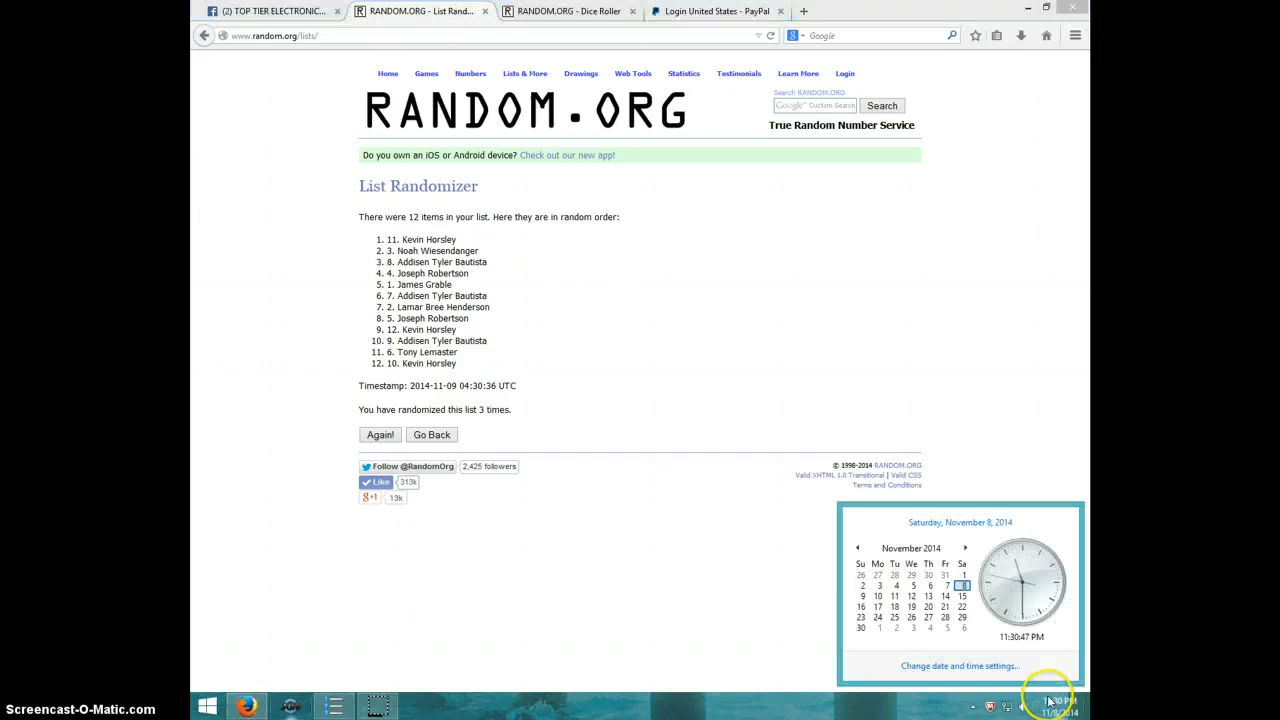 (2) TOP TIER ELECTRONIC... × RANDOM.ORG - List Rand... × RANDOM.ORG - Dice Roller × Login United States - PayPal × +
www.random.org/lists/ Google
Home Games Numbers Lists & More Drawings Web Tools Statistics Testimonials Learn More Login
Search RANDOM.ORG
RANDOM.ORG
Google™ Custom Search Search
True Random Number Service
Do you own an iOS or Android device? Check out our new app!
List Randomizer
There were 12 items in your list. Here they are in random order:
1. 11. Kevin Horsley
2. 3. Noah Wiesendanger
3. 8. Addisen Tyler Bautista
4. 4. Joseph Robertson
5. 1. James Grable
6. 7. Addisen Tyler Bautista
7. 2. Lamar Bree Henderson
8. 5. Joseph Robertson
9. 12. Kevin Horsley
10. 9. Addisen Tyler Bautista
11. 6. Tony Lemaster
12. 10. Kevin Horsley
Timestamp: 2014-11-09 04:30:36 UTC
You have randomized this list 3 times.
Again! Go Back
Follow @RandomOrg 2,425 followers
Like 313k
g+1 13k
© 1998-2014 RANDOM.ORG
Valid XHTML 1.0 Transitional | Valid CSS
Terms and Conditions
Saturday, November 8, 2014
November 2014
Su Mo Tu We Th Fr Sa
26 27 28 29 30 31 1
2 3 4 5 6 7 8
9 10 11 12 13 14 15
16 17 18 19 20 21 22
23 24 25 26 27 28 29
30 1 2 3 4 5 6
11:30:47 PM
Change date and time settings...
11:30 PM
11/8/2014
Screencast-O-Matic.com